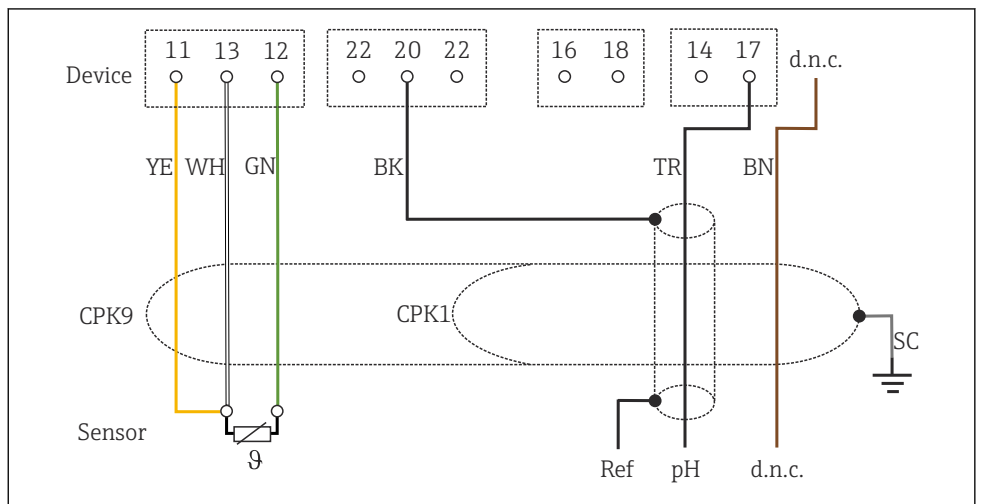 11 13 12 22 20 22 16 18 14 17 d.n.c.
Device
YE WH GN BK TR BN
CPK9 CPK1
SC
Sensor
ϑ Ref pH d.n.c.